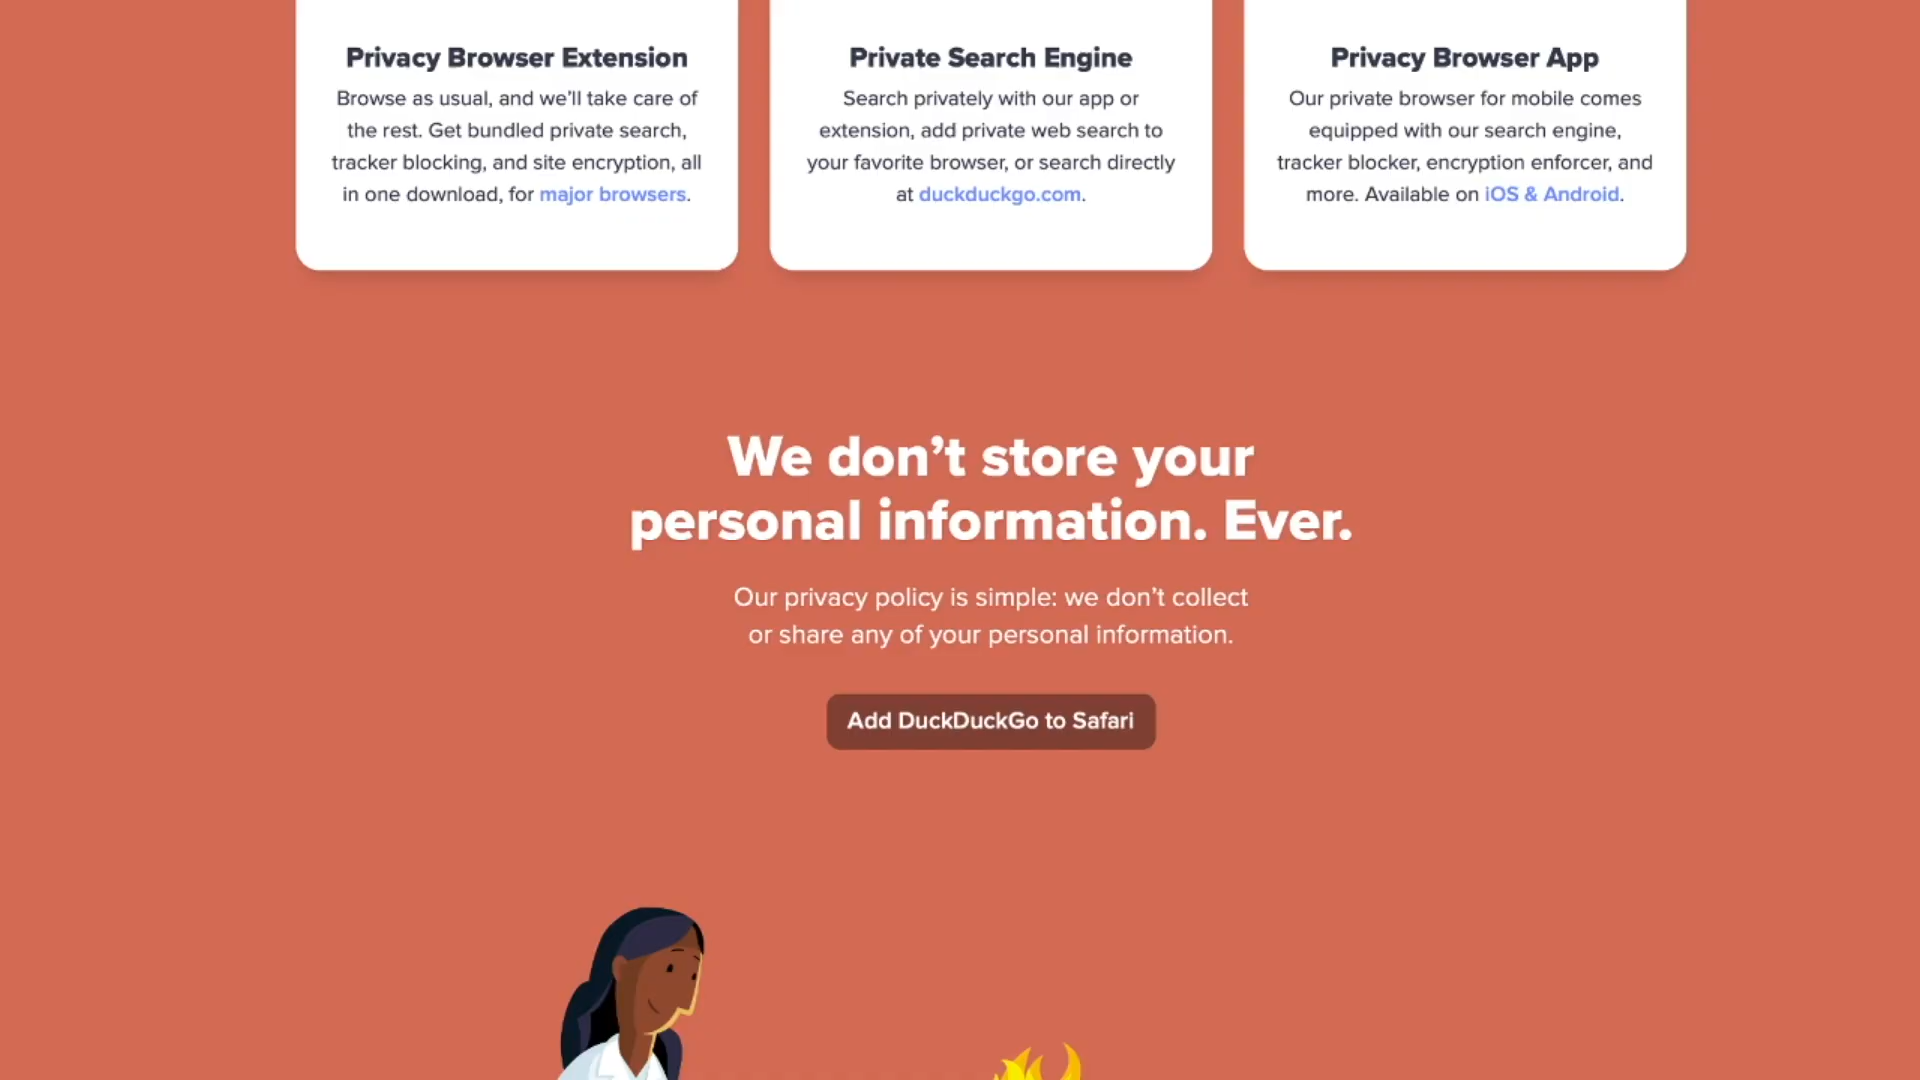 Privacy Browser Extension
Browse as usual, and we’ll take care of
the rest. Get bundled private search,
tracker blocking, and site encryption, all
in one download, for major browsers.
Private Search Engine
Search privately with our app or
extension, add private web search to
your favorite browser, or search directly
at duckduckgo.com.
Privacy Browser App
Our private browser for mobile comes
equipped with our search engine,
tracker blocker, encryption enforcer, and
more. Available on iOS & Android.
We don’t store your
personal information. Ever.
Our privacy policy is simple: we don’t collect
or share any of your personal information.
Add DuckDuckGo to Safari